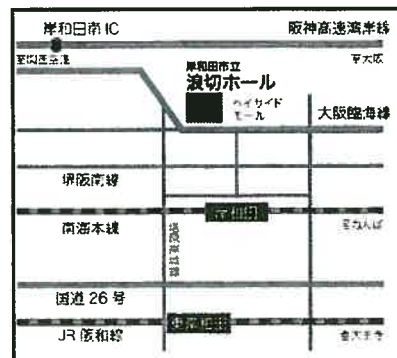 岸和田南IC
阪神高速湾岸線
至関西空港
至大阪
岸和田市立
浪切ホール
ベイサイド
モール
大阪臨海線
堺阪南線
岸和田
南海本線
至なんば
国道26号
東岸和田
JR阪和線
至天王寺